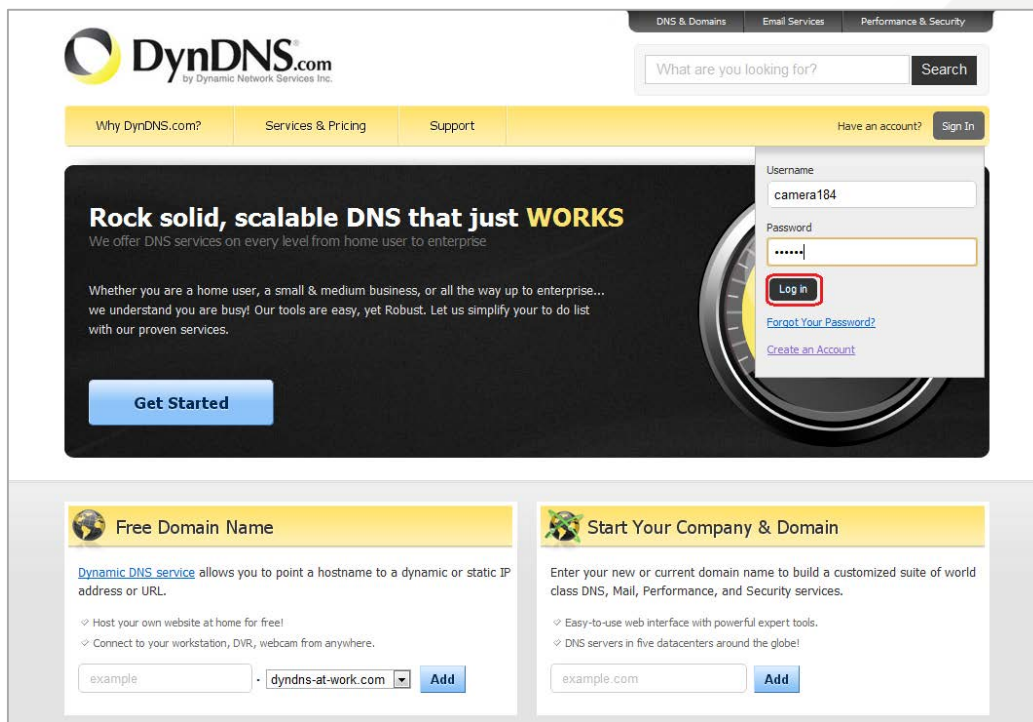 DNS & Domains Email Services Performance & Security
DynDNS.com
by Dynamic Network Services Inc.
What are you looking for? Search
Why DynDNS.com? Services & Pricing Support Have an account? Sign In
Username
camera184
Password
••••••
Log in
Forgot Your Password?
Create an Account
Rock solid, scalable DNS that just WORKS
We offer DNS services on every level from home user to enterprise
Whether you are a home user, a small & medium business, or all the way up to enterprise...
we understand you are busy! Our tools are easy, yet Robust. Let us simplify your to do list
with our proven services.
Get Started
Free Domain Name
Dynamic DNS service allows you to point a hostname to a dynamic or static IP
address or URL.
Host your own website at home for free!
Connect to your workstation, DVR, webcam from anywhere.
example . dyndns-at-work.com Add
Start Your Company & Domain
Enter your new or current domain name to build a customized suite of world
class DNS, Mail, Performance, and Security services.
Easy-to-use web interface with powerful expert tools.
DNS servers in five datacenters around the globe!
example.com Add